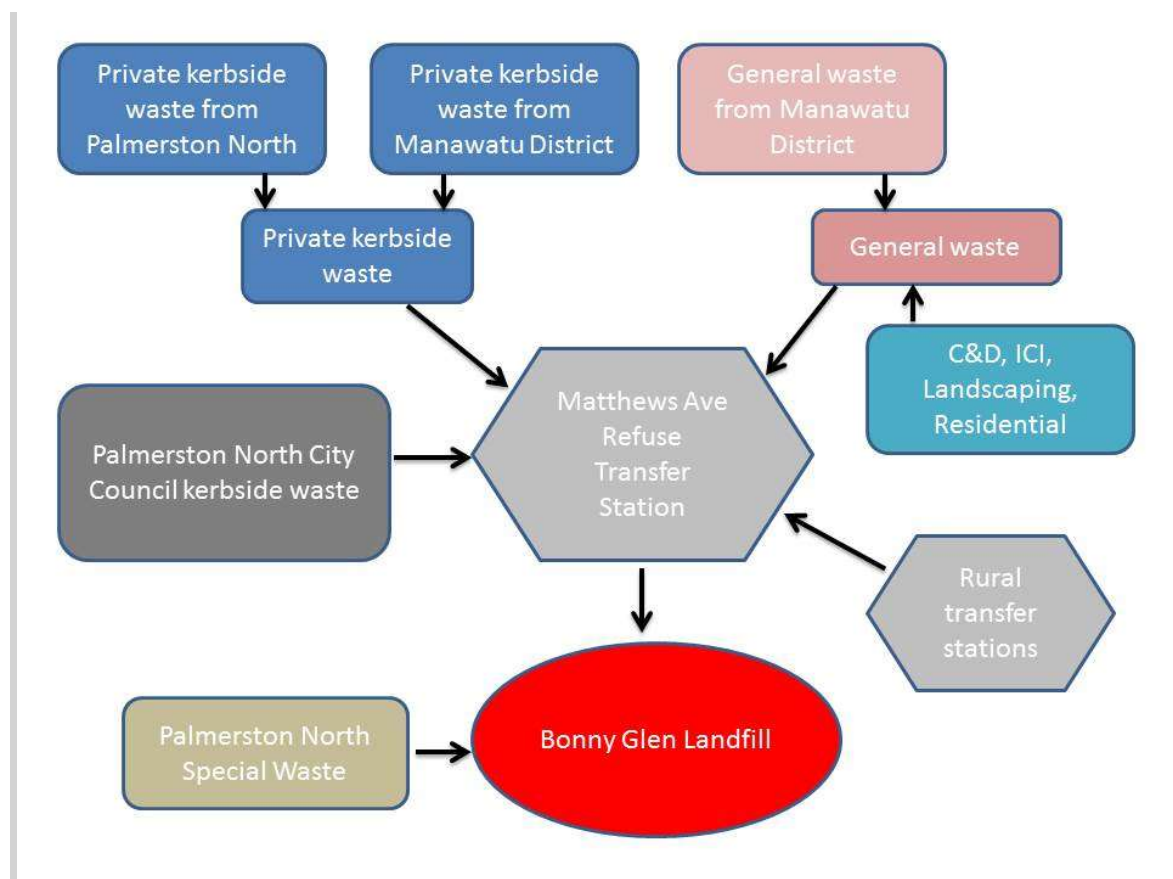 Private kerbside
waste from
Palmerston North
Private kerbside
waste from
Manawatu District
General waste
from Manawatu
District
Private kerbside
waste
General waste
C&D, ICI,
Landscaping,
Residential
Matthews Ave
Refuse
Transfer
Station
Palmerston North City
Council kerbside waste
Rural
transfer
stations
Bonny Glen Landfill
Palmerston North
Special Waste